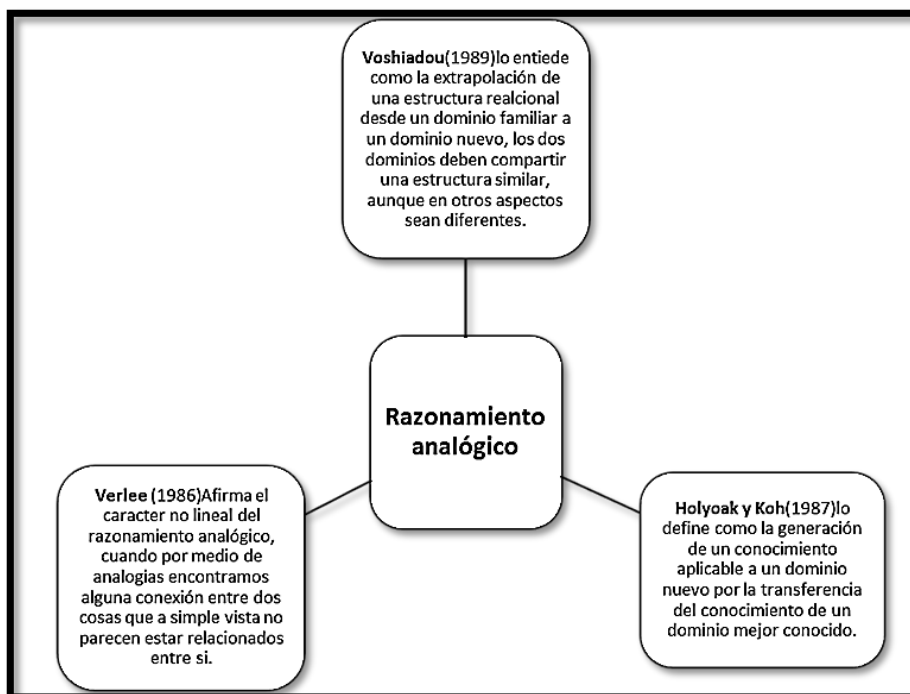 Voshiadou(1989)lo entiede
como la extrapolación de
una estructura realcional
desde un dominio familiar a
un dominio nuevo, los dos
dominios deben compartir
una estructura similar,
aunque en otros aspectos
sean diferentes.
Razonamiento
analógico
Verlee (1986)Afirma el
caracter no lineal del
razonamiento analógico,
cuando por medio de
analogias encontramos
alguna conexión entre dos
cosas que a simple vista no
parecen estar relacionados
entre si.
Holyoak y Koh(1987)lo
define como la generación
de un conocimiento
aplicable a un dominio
nuevo por la transferencia
del conocimiento de un
dominio mejor conocido.